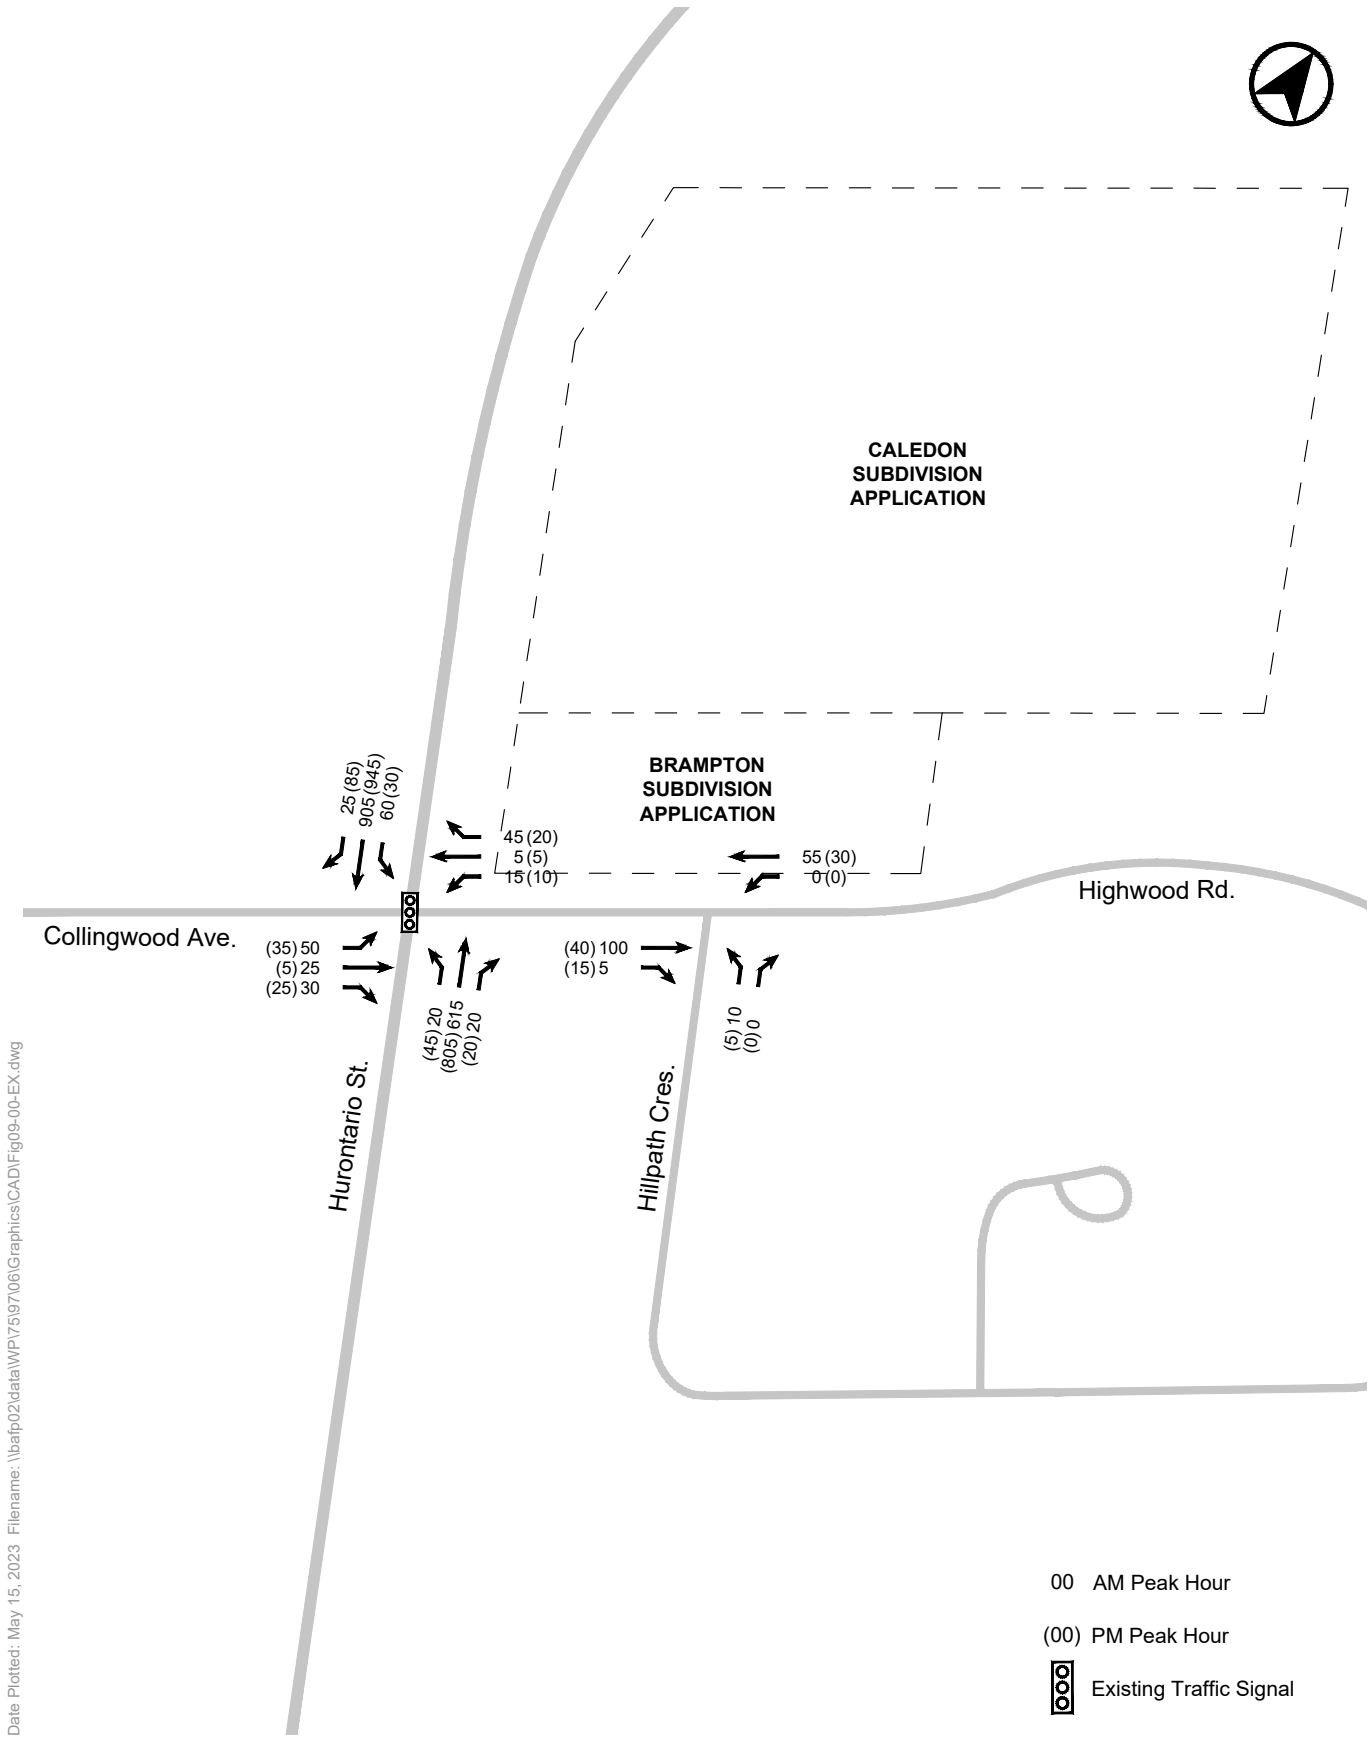 CALEDON
SUBDIVISION
APPLICATION
BRAMPTON
SUBDIVISION
APPLICATION
25 (85)
905 (945)
60 (30)
45 (20)
5 (5)
15 (10)
55 (30)
0 (0)
Highwood Rd.
Collingwood Ave.
(35) 50
(5) 25
(25) 30
(40) 100
(15) 5
(45) 20
(805) 615
(20) 20
(5) 10
(0) 0
Hurontario St.
Hillpath Cres.
00 AM Peak Hour
(00) PM Peak Hour
Existing Traffic Signal
Date Plotted: May 15, 2023 Filename: \\bafp02\data\WP\75\97\06\Graphics\CAD\Fig09-00-EX.dwg